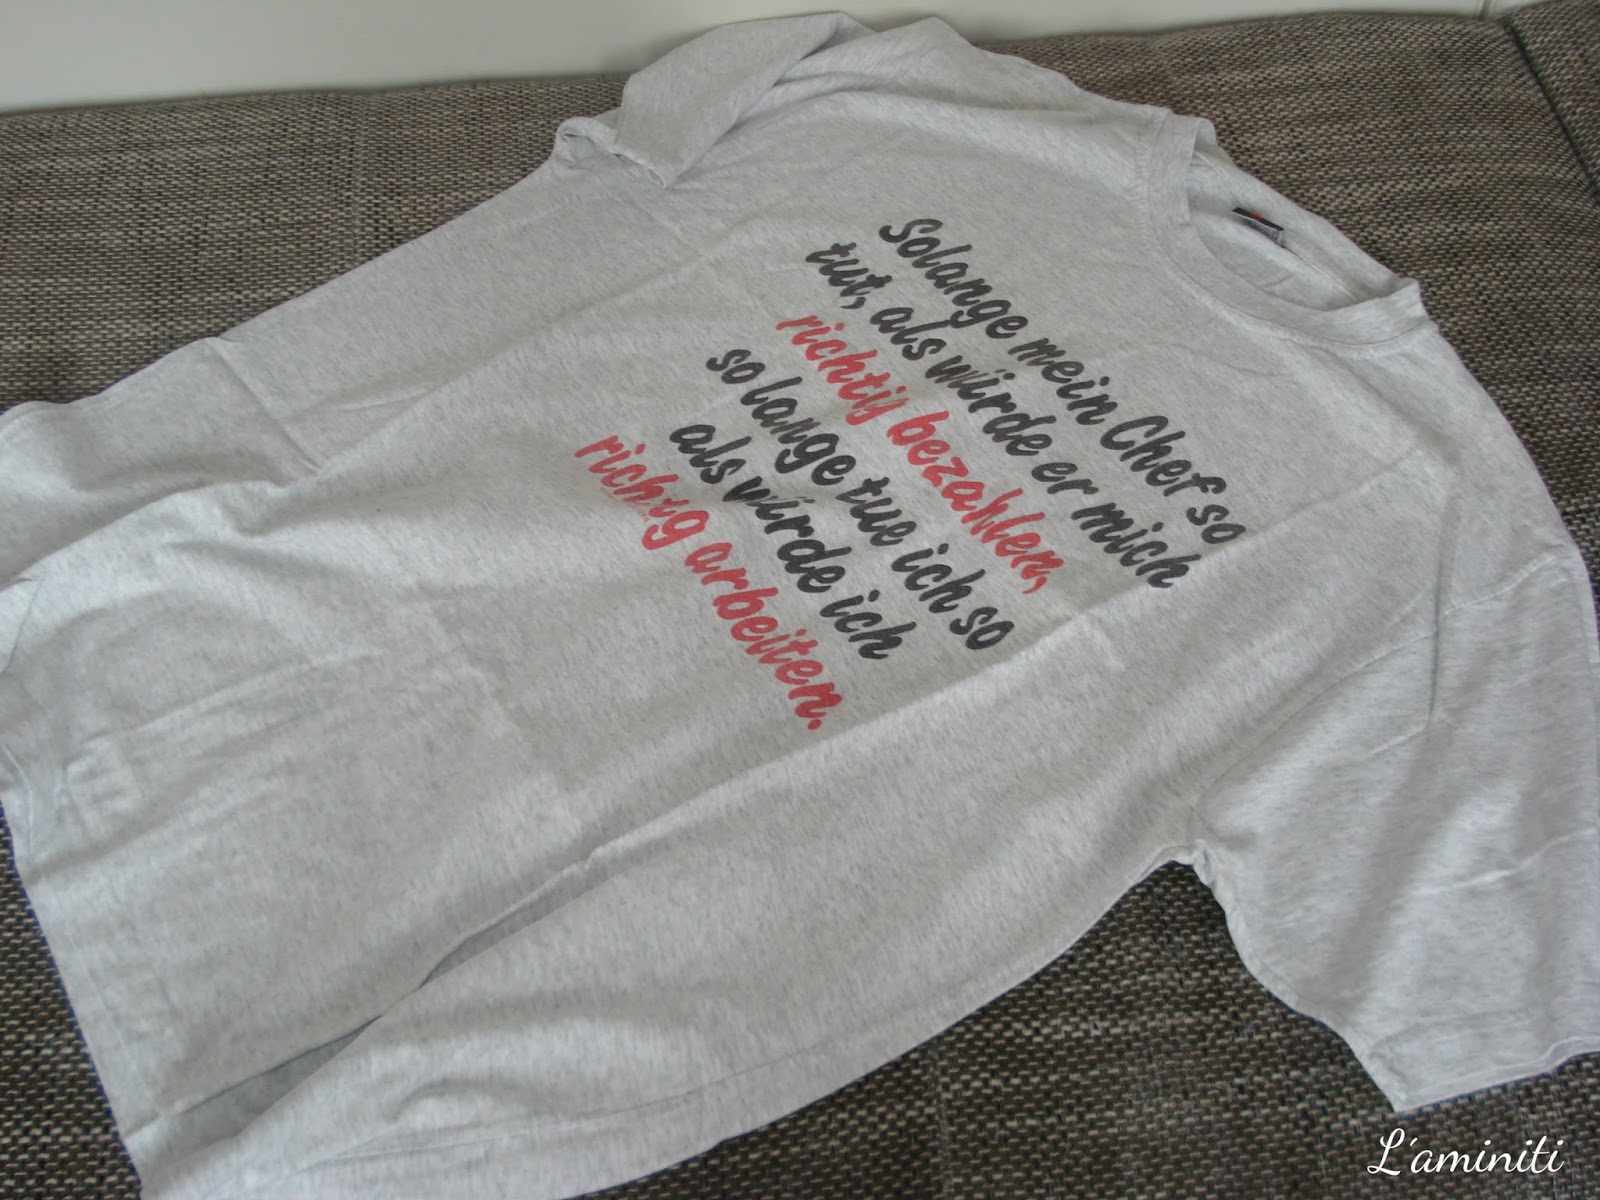 Solange mein Chef so
tut, als würde er mich
richtig bezahlen,
so lange tue ich so
als würde ich
richtig arbeiten.
L'aminiti